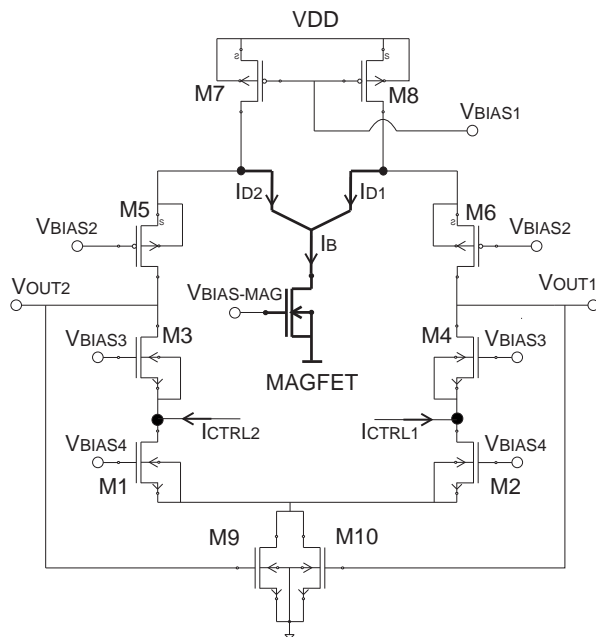 VDD
M7
M8
VBIAS1
ID2
ID1
M5
M6
VBIAS2
VBIAS2
IB
VOUT2
VBIAS-MAG
VOUT1
M3
M4
VBIAS3
VBIAS3
MAGFET
ICTRL2
ICTRL1
VBIAS4
VBIAS4
M1
M2
M9
M10
S
S
S
S